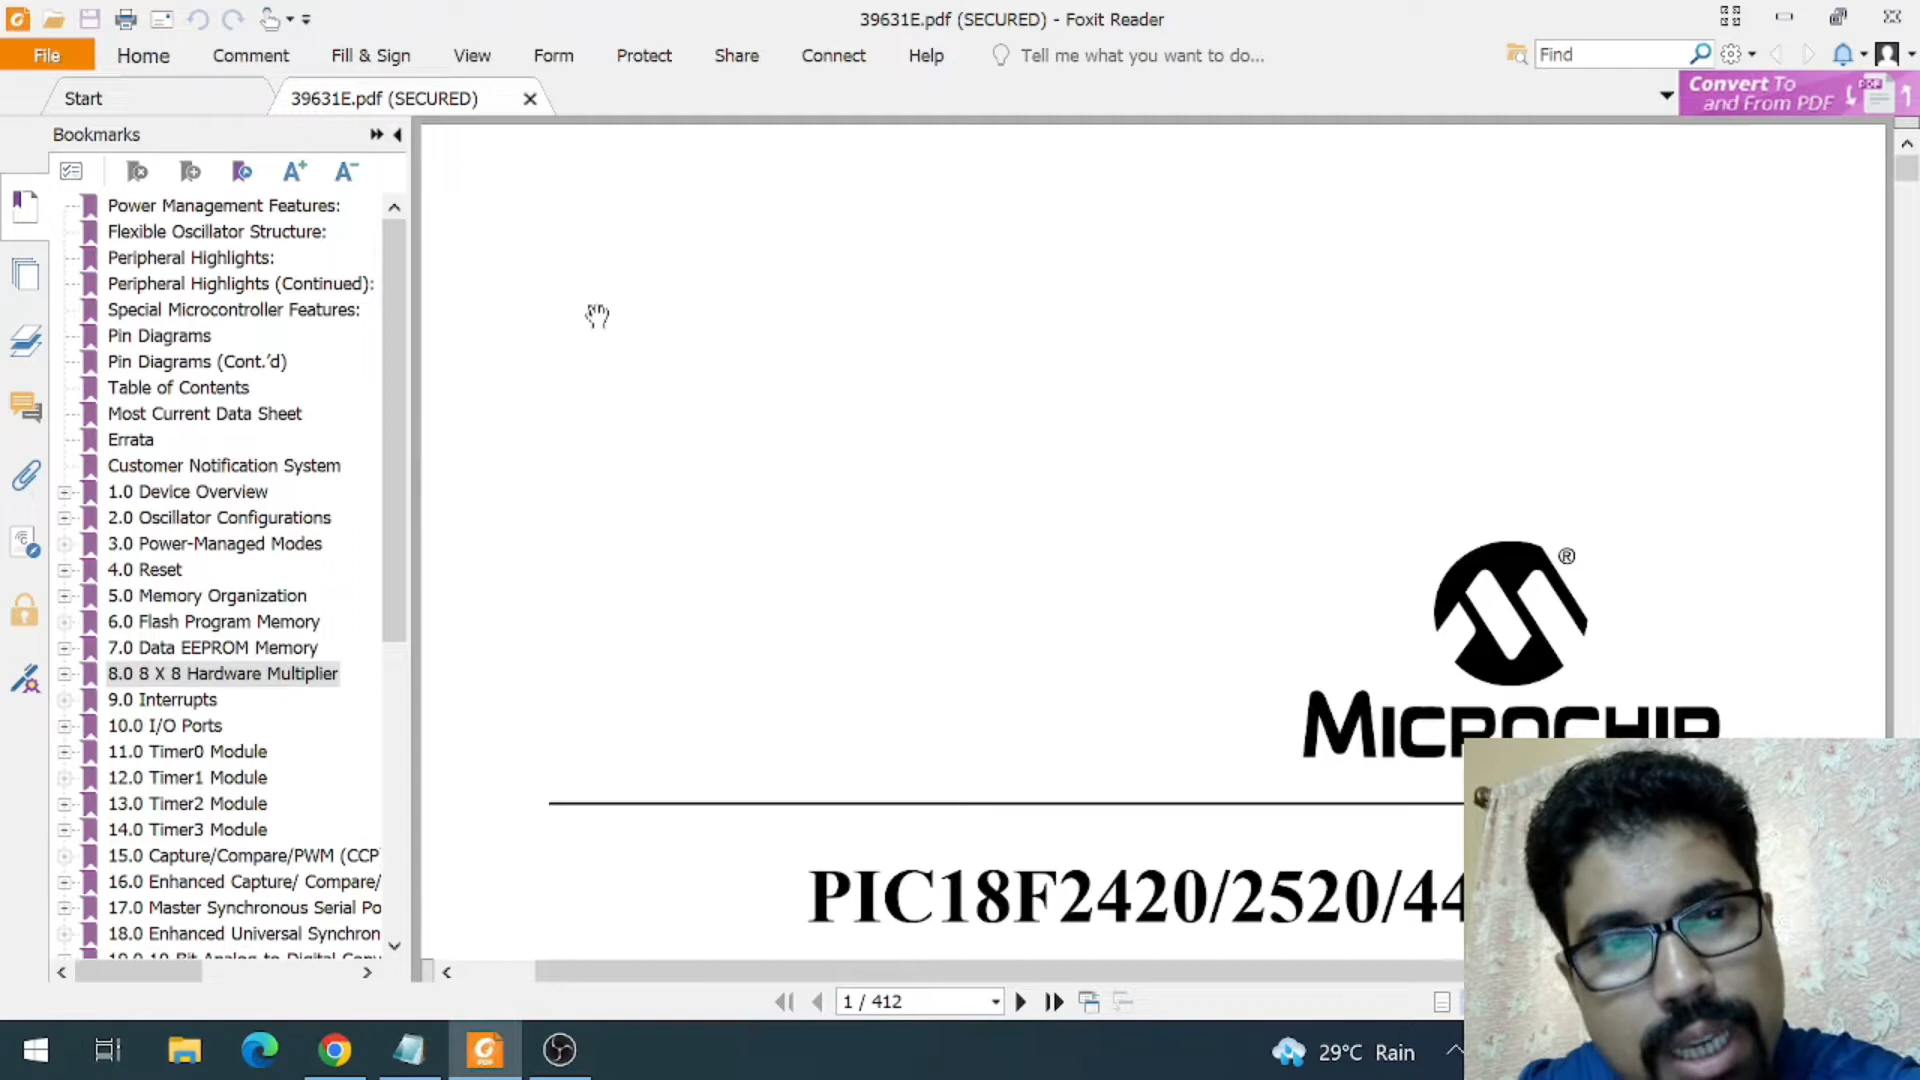 39631E.pdf (SECURED) - Foxit Reader
File Home Comment Fill & Sign View Form Protect Share Connect Help Tell me what you want to do... Find
Start 39631E.pdf (SECURED)
Convert To
and From PDF
Bookmarks
Power Management Features:
Flexible Oscillator Structure:
Peripheral Highlights:
Peripheral Highlights (Continued):
Special Microcontroller Features:
Pin Diagrams
Pin Diagrams (Cont.'d)
Table of Contents
Most Current Data Sheet
Errata
Customer Notification System
1.0 Device Overview
2.0 Oscillator Configurations
3.0 Power-Managed Modes
4.0 Reset
5.0 Memory Organization
6.0 Flash Program Memory
7.0 Data EEPROM Memory
8.0 8 X 8 Hardware Multiplier
9.0 Interrupts
10.0 I/O Ports
11.0 Timer0 Module
12.0 Timer1 Module
13.0 Timer2 Module
14.0 Timer3 Module
15.0 Capture/Compare/PWM (CCP
16.0 Enhanced Capture/ Compare/
17.0 Master Synchronous Serial Po
18.0 Enhanced Universal Synchron
MICROCHIP
PIC18F2420/2520/44
1 / 412
29°C Rain